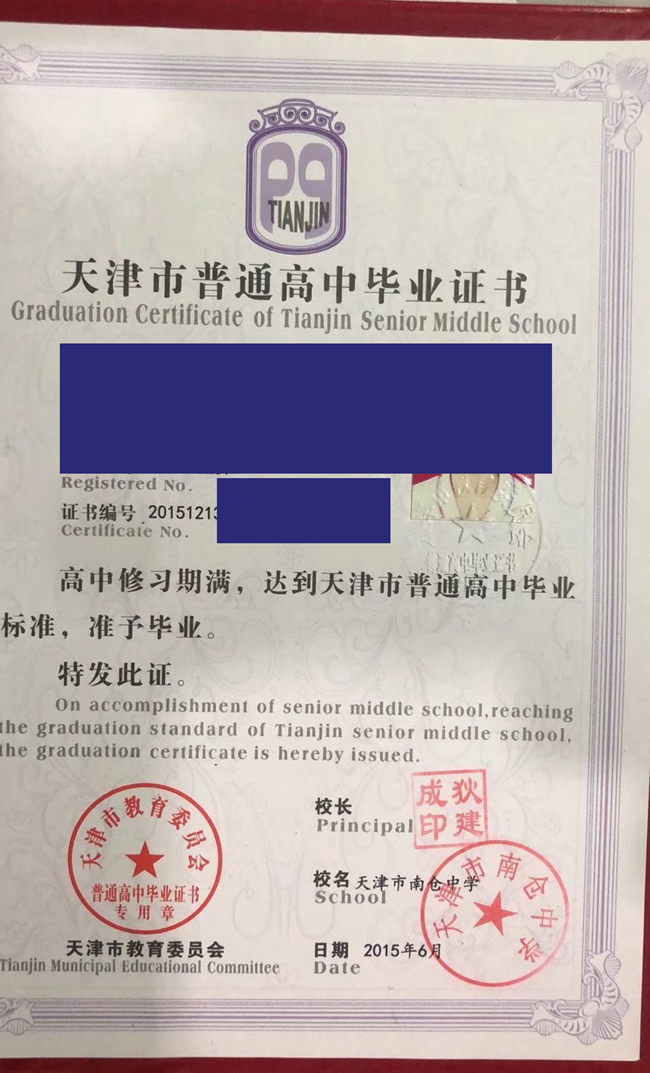 TIANJIN
天津市普通高中毕业证书
Graduation Certificate of Tianjin Senior Middle School
Registered No.
证书编号 20151213
Certificate No.
高中修习期满，达到天津市普通高中毕业
标准，准予毕业。
特发此证。
On accomplishment of senior middle school,reaching
the graduation standard of Tianjin senior middle school,
the graduation certificate is hereby issued.
校长
Principal
狄建
成印
天津市教育委员会
普通高中毕业证书
专用章
校名 天津市南仓中学
School
天津市南仓中学
天津市教育委员会
Tianjin Municipal Educational Committee
日期 2015年6月
Date